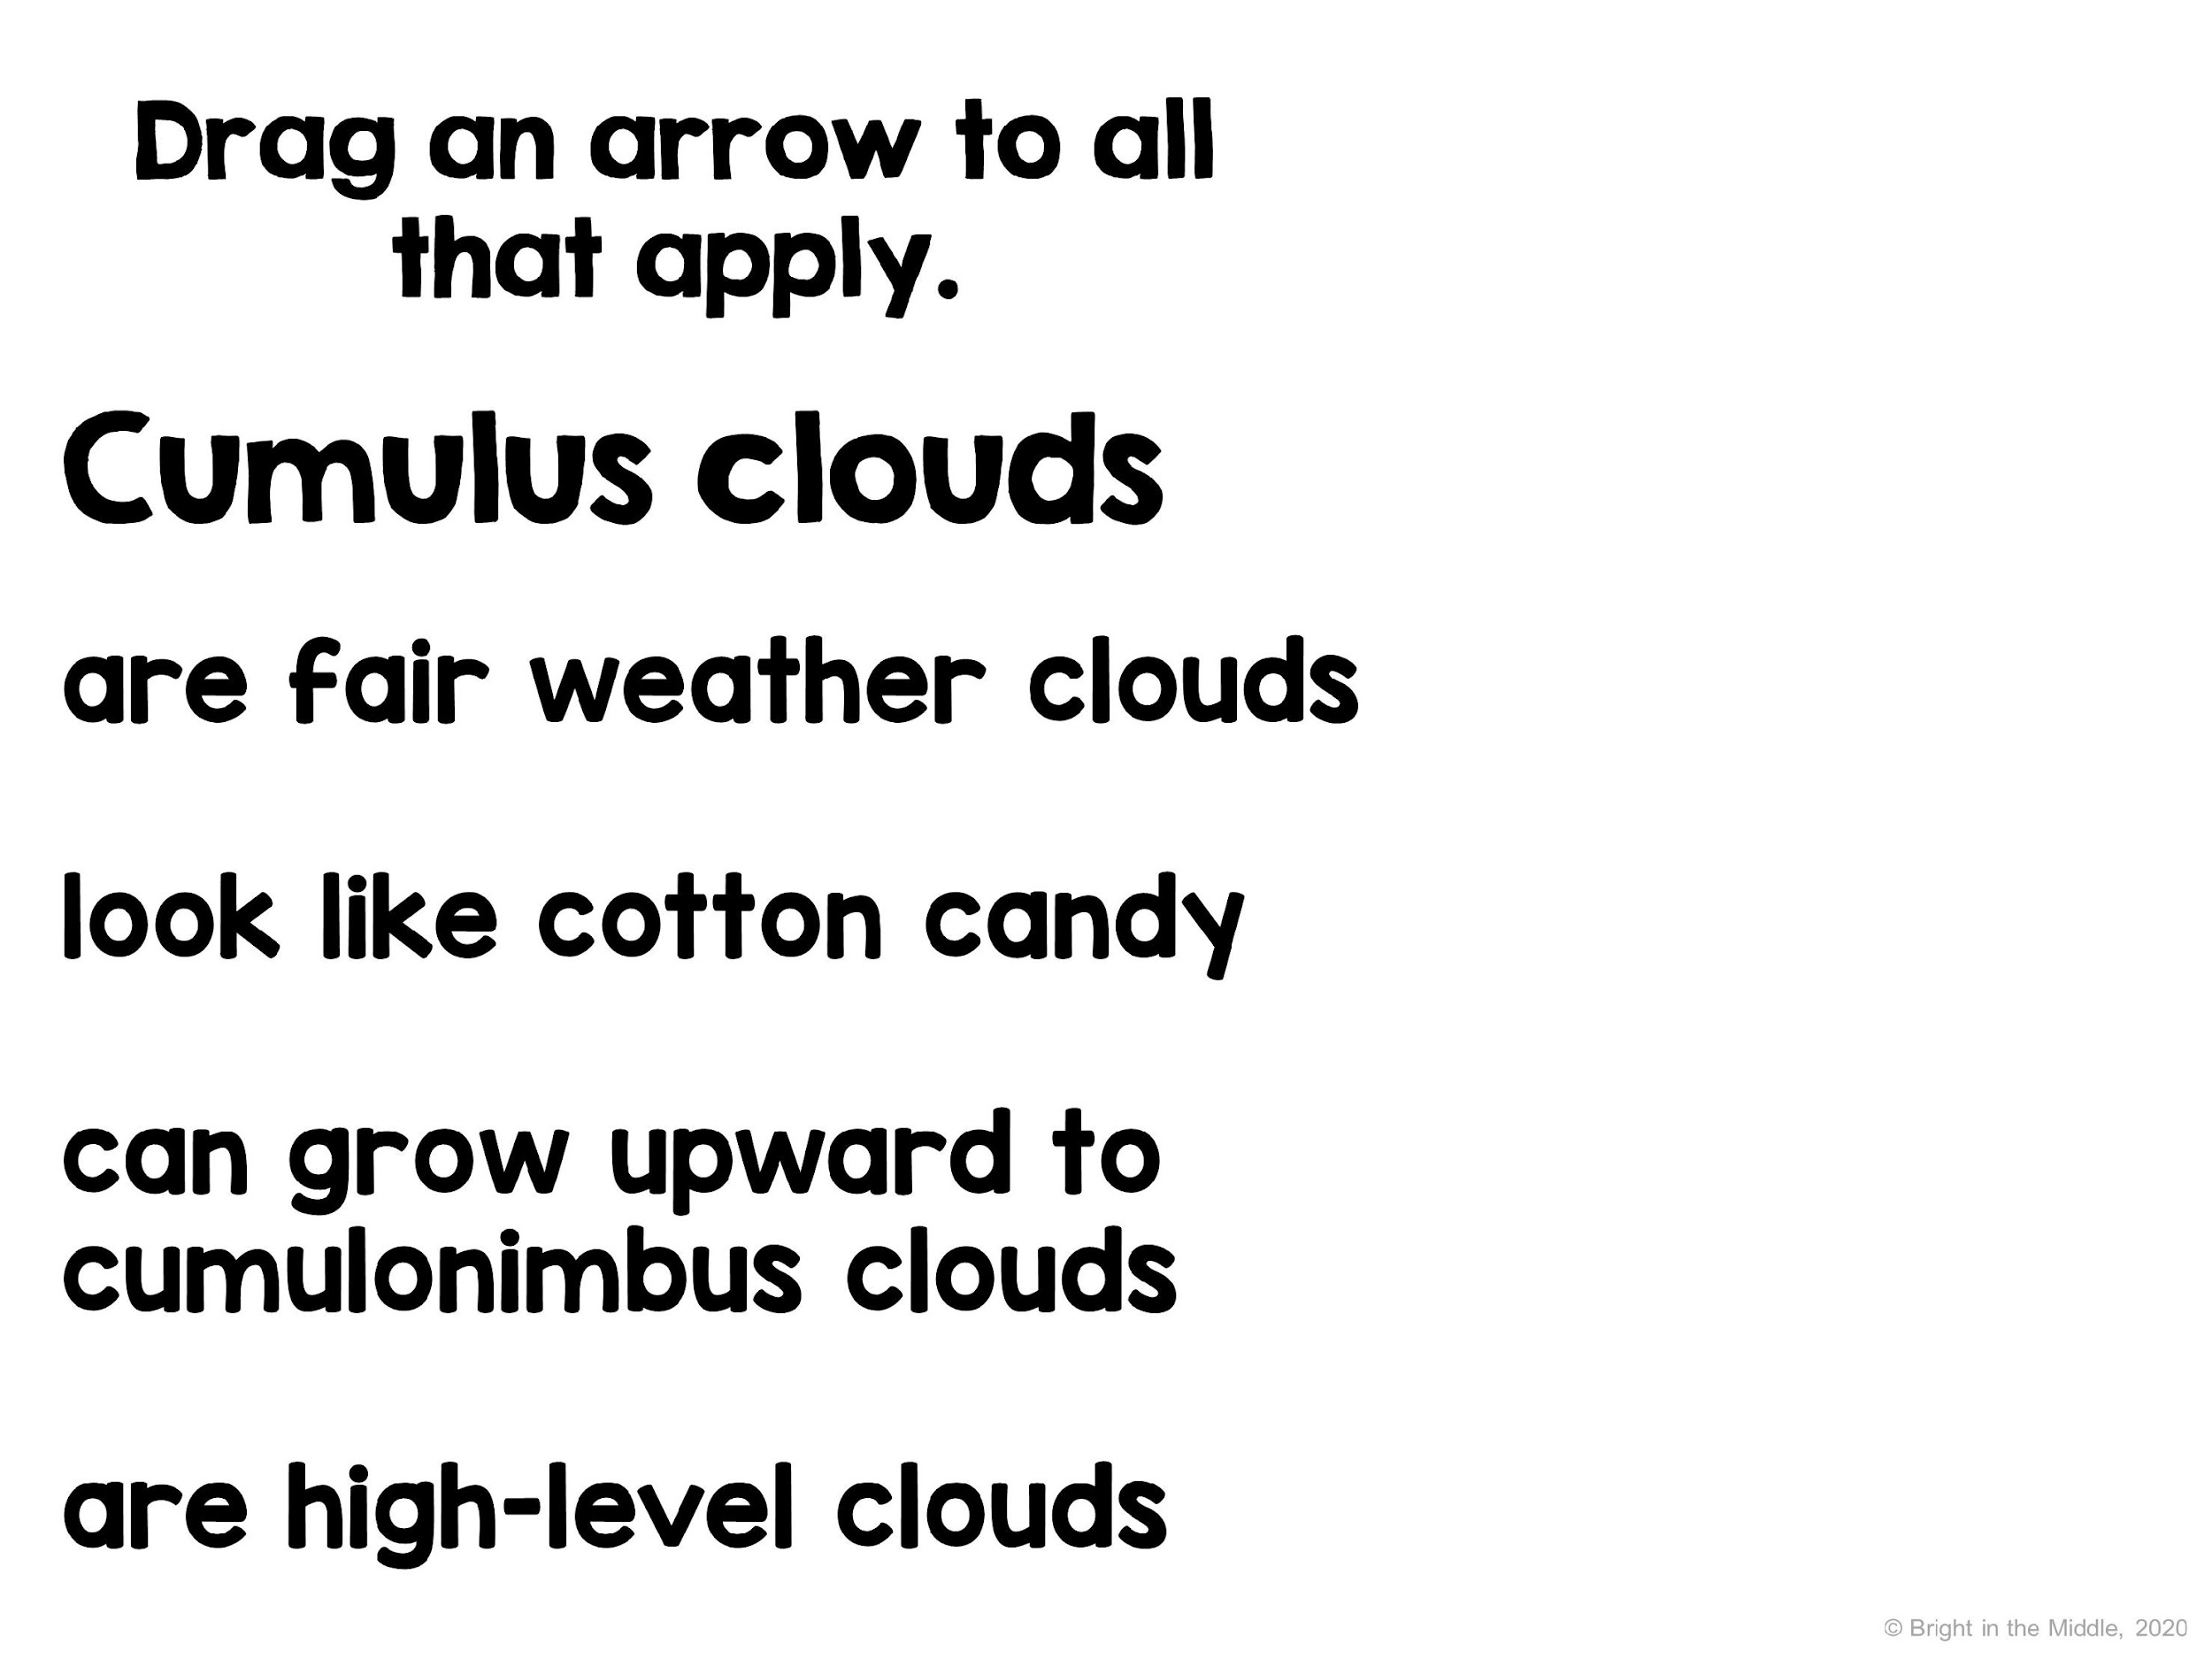 Drag an arrow to all
that apply.
Cumulus clouds
are fair weather clouds
look like cotton candy
can grow upward to
cumulonimbus clouds
are high-level clouds
© Bright in the Middle, 2020